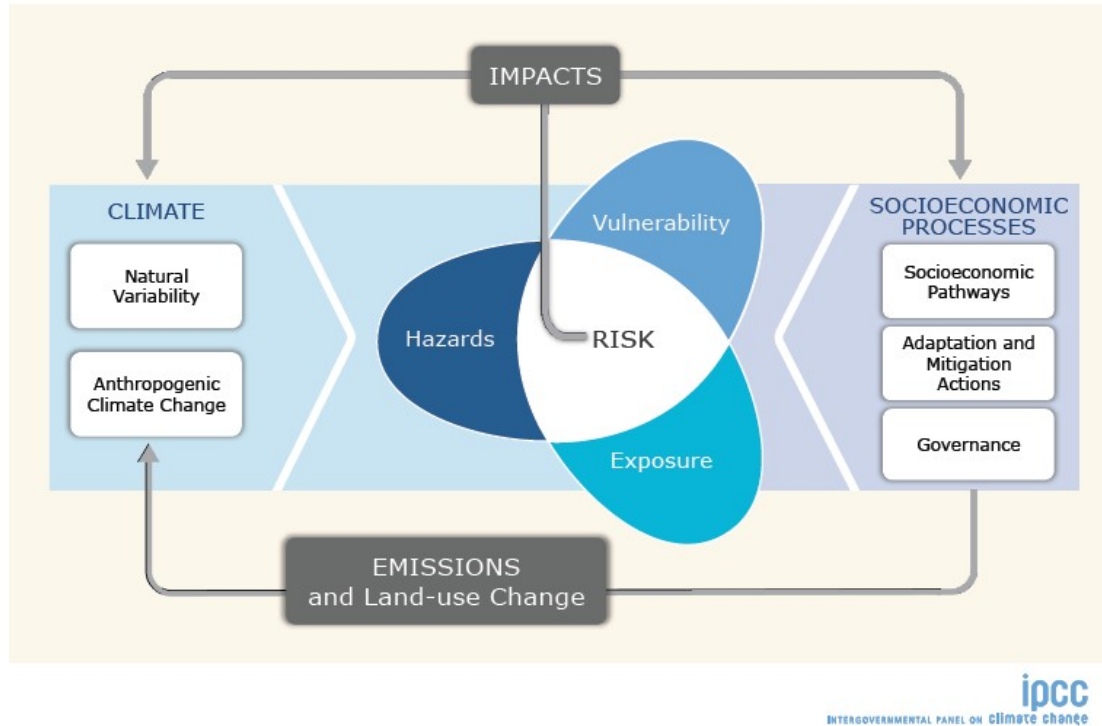 IMPACTS
CLIMATE
Natural
Variability
Anthropogenic
Climate Change
Vulnerability
Hazards
RISK
Exposure
SOCIOECONOMIC
PROCESSES
Socioeconomic
Pathways
Adaptation and
Mitigation
Actions
Governance
EMISSIONS
and Land-use Change
ipcc
INTERGOVERNMENTAL PANEL ON climate change